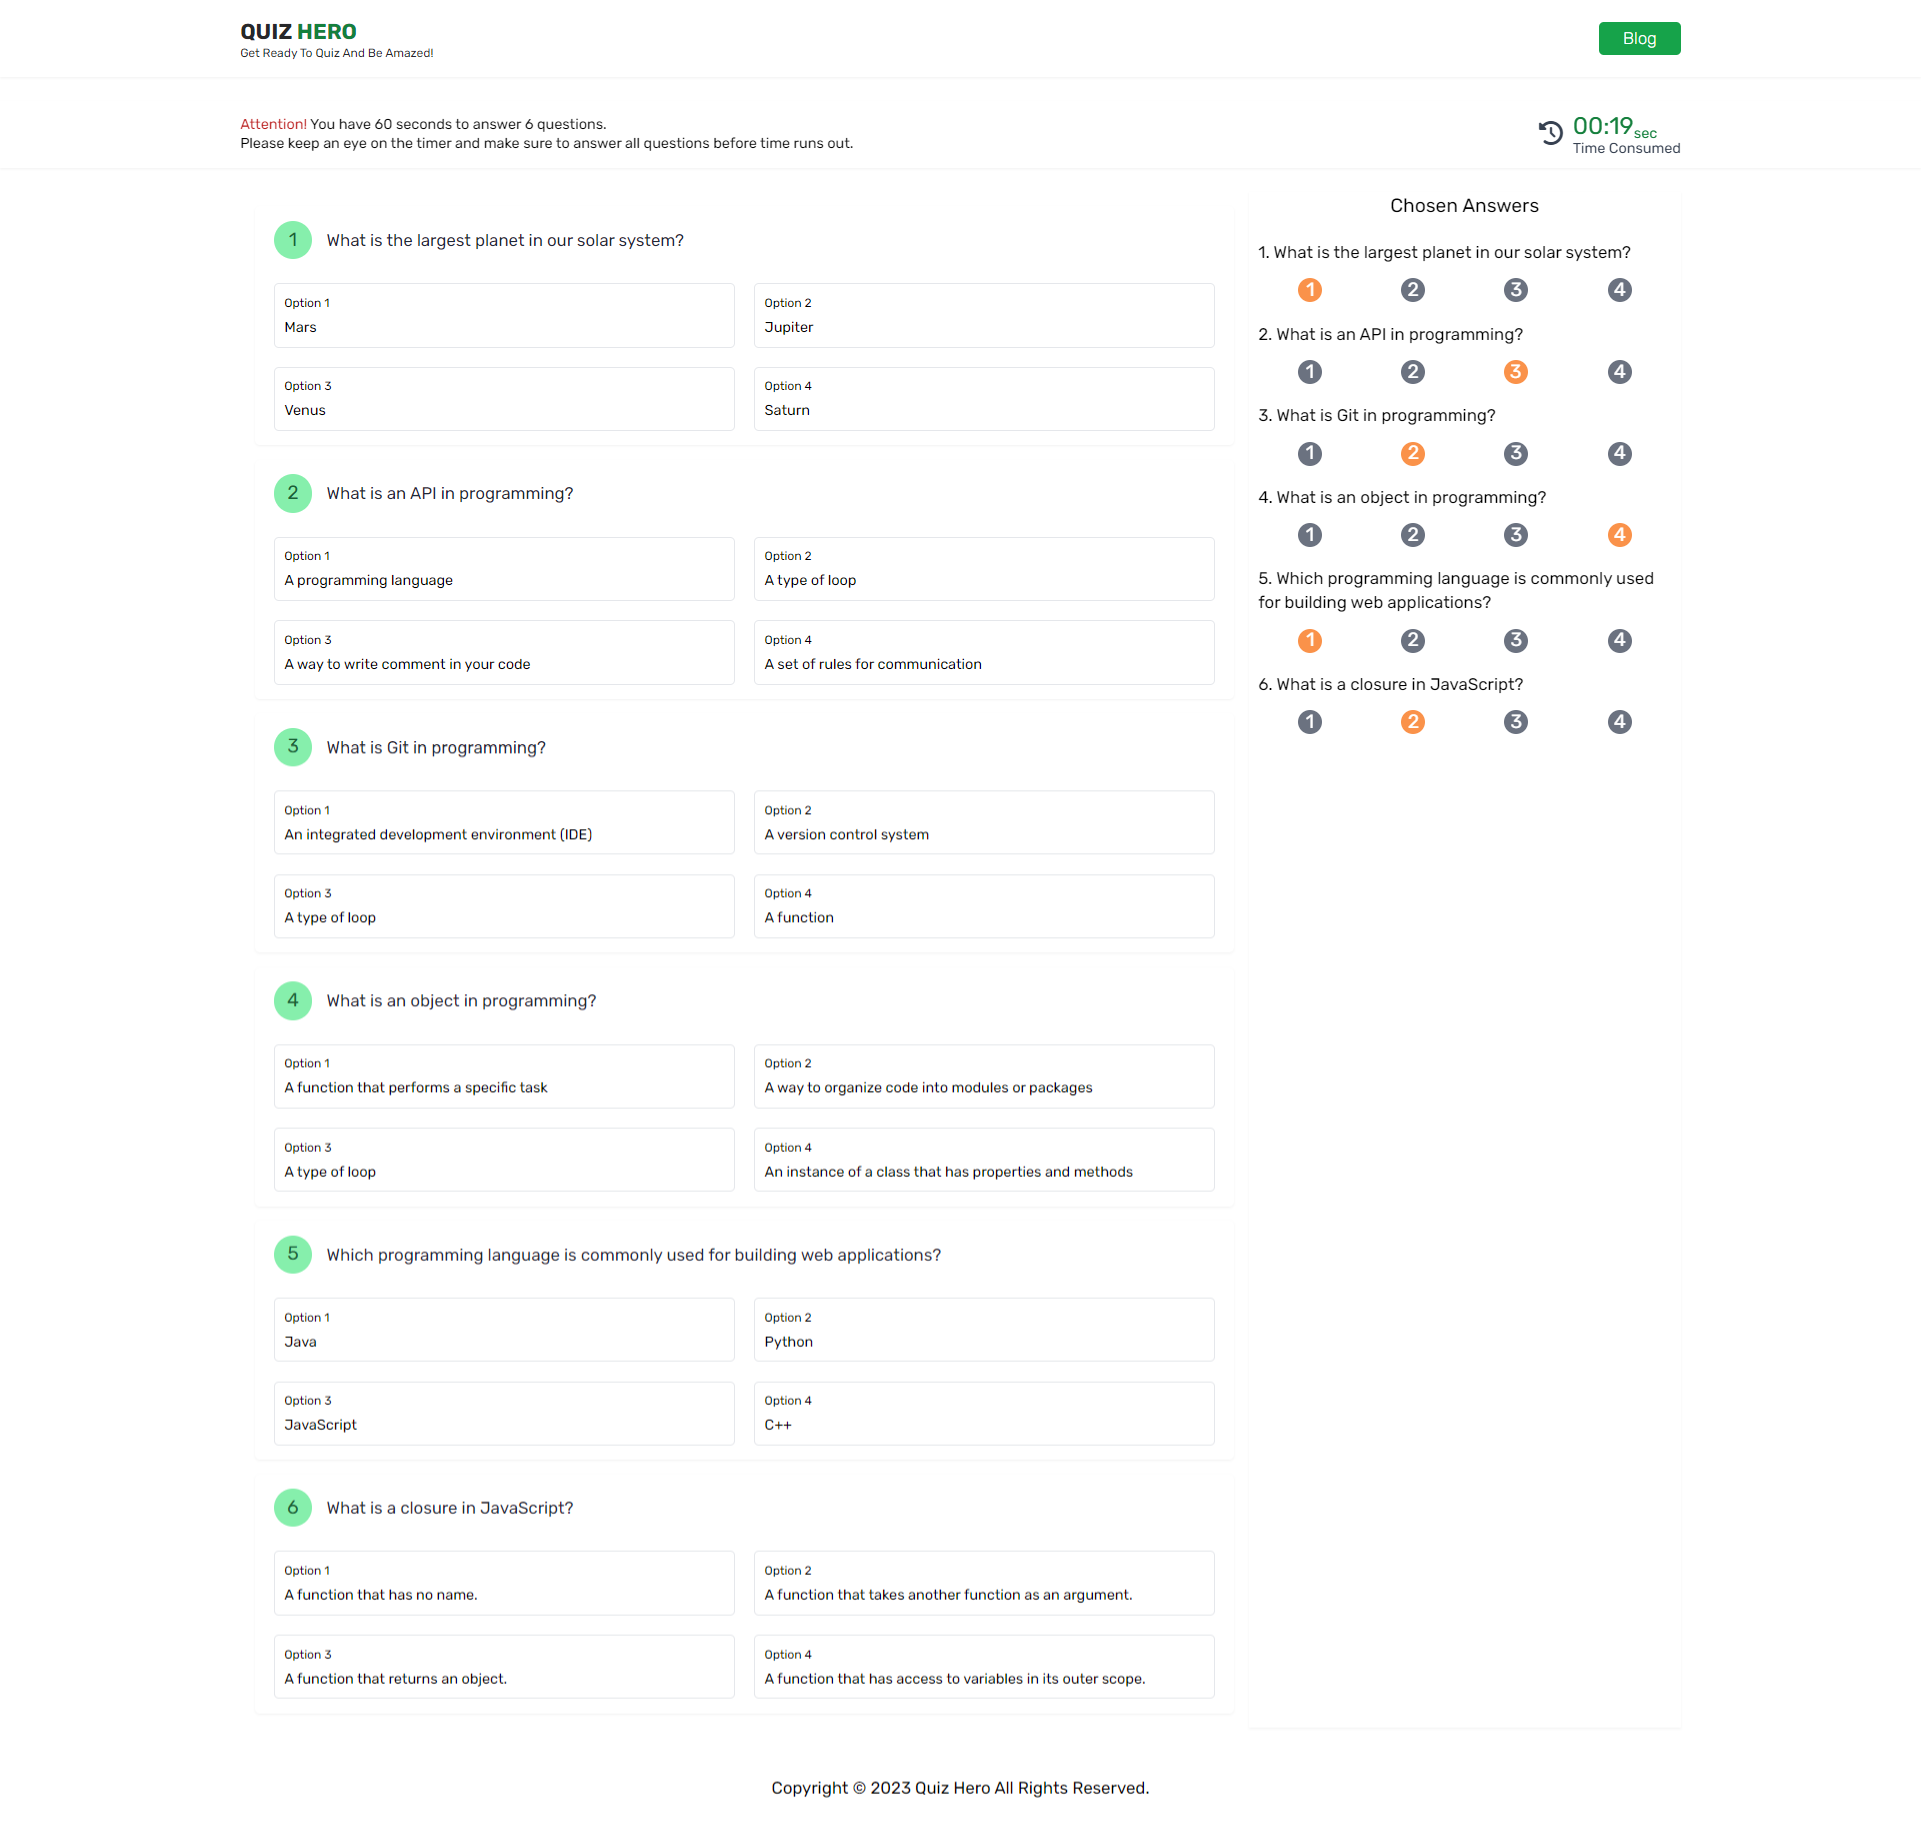 QUIZ HERO
Get Ready To Quiz And Be Amazed!
Blog
Attention! You have 60 seconds to answer 6 questions.
Please keep an eye on the timer and make sure to answer all questions before time runs out.
00:19 sec
Time Consumed
1 What is the largest planet in our solar system?
Option 1
Mars
Option 2
Jupiter
Option 3
Venus
Option 4
Saturn
2 What is an API in programming?
Option 1
A programming language
Option 2
A type of loop
Option 3
A way to write comment in your code
Option 4
A set of rules for communication
3 What is Git in programming?
Option 1
An integrated development environment (IDE)
Option 2
A version control system
Option 3
A type of loop
Option 4
A function
4 What is an object in programming?
Option 1
A function that performs a specific task
Option 2
A way to organize code into modules or packages
Option 3
A type of loop
Option 4
An instance of a class that has properties and methods
5 Which programming language is commonly used for building web applications?
Option 1
Java
Option 2
Python
Option 3
JavaScript
Option 4
C++
6 What is a closure in JavaScript?
Option 1
A function that has no name.
Option 2
A function that takes another function as an argument.
Option 3
A function that returns an object.
Option 4
A function that has access to variables in its outer scope.
Chosen Answers
1. What is the largest planet in our solar system?
1 2 3 4
2. What is an API in programming?
1 2 3 4
3. What is Git in programming?
1 2 3 4
4. What is an object in programming?
1 2 3 4
5. Which programming language is commonly used
for building web applications?
1 2 3 4
6. What is a closure in JavaScript?
1 2 3 4
Copyright © 2023 Quiz Hero All Rights Reserved.